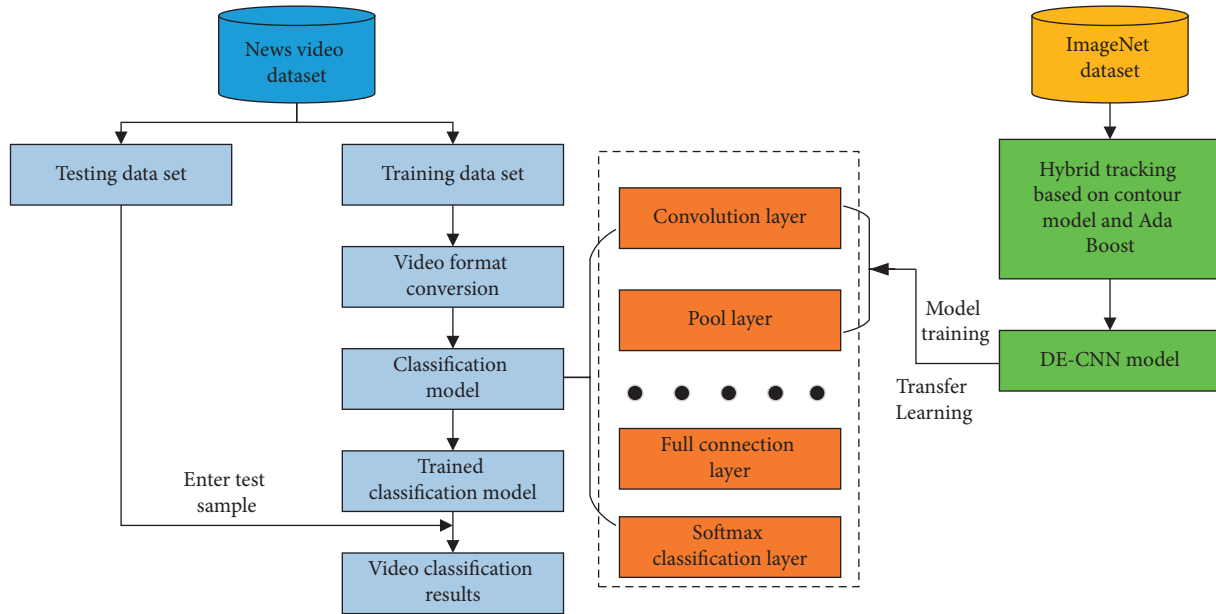 News video
dataset
ImageNet
dataset
Testing data set
Training data set
Video format
conversion
Classification
model
Trained
classification model
Enter test
sample
Video classification
results
Convolution layer
Pool layer
Full connection
layer
Softmax
classification layer
Model
training
Transfer
Learning
Hybrid tracking
based on contour
model and Ada
Boost
DE-CNN model